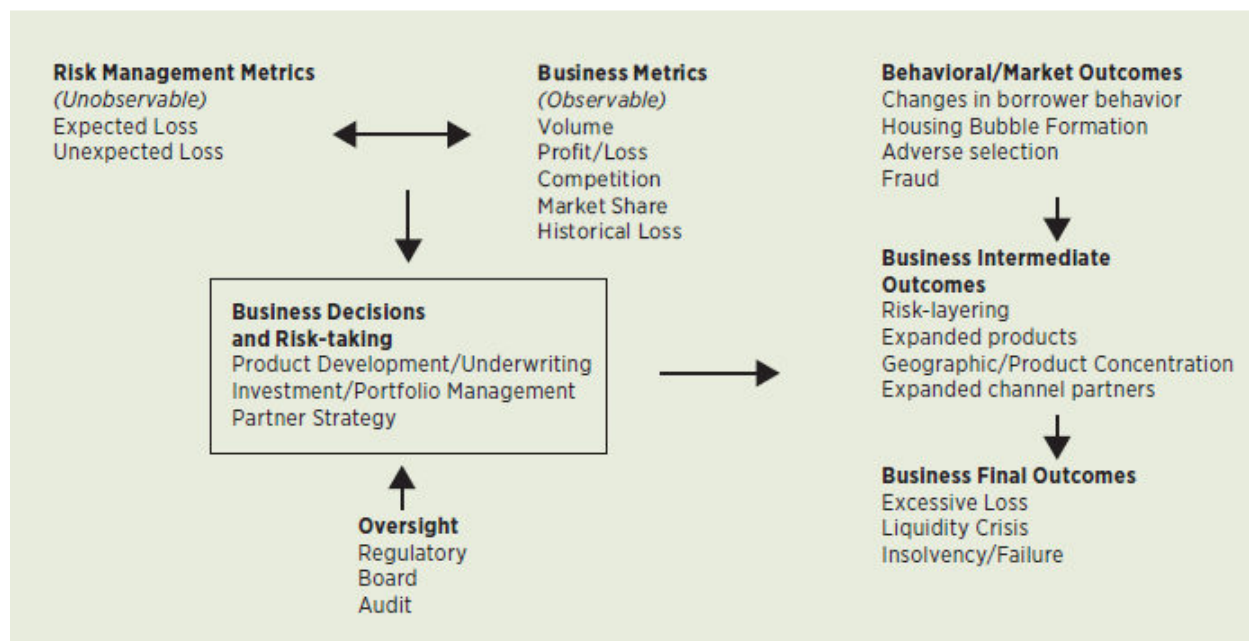 Risk Management Metrics
(Unobservable)
Expected Loss
Unexpected Loss
Business Metrics
(Observable)
Volume
Profit/Loss
Competition
Market Share
Historical Loss
Behavioral/Market Outcomes
Changes in borrower behavior
Housing Bubble Formation
Adverse selection
Fraud
Business Decisions
and Risk-taking
Product Development/Underwriting
Investment/Portfolio Management
Partner Strategy
Business Intermediate
Outcomes
Risk-layering
Expanded products
Geographic/Product Concentration
Expanded channel partners
Oversight
Regulatory
Board
Audit
Business Final Outcomes
Excessive Loss
Liquidity Crisis
Insolvency/Failure